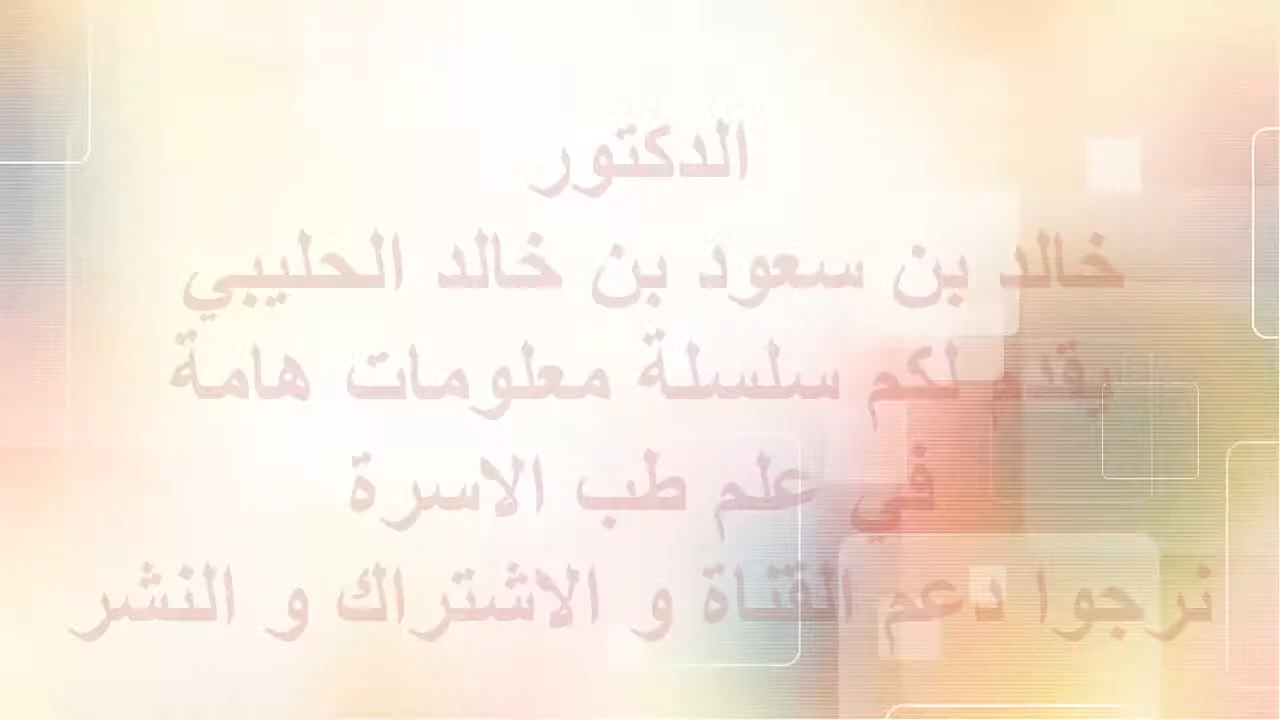 الدكتور
خالد بن سعود بن خالد الحليبي
يقدم لكم سلسلة معلومات هامة
في علم طب الاسرة
نرجوا دعم القناة و الاشتراك و النشر